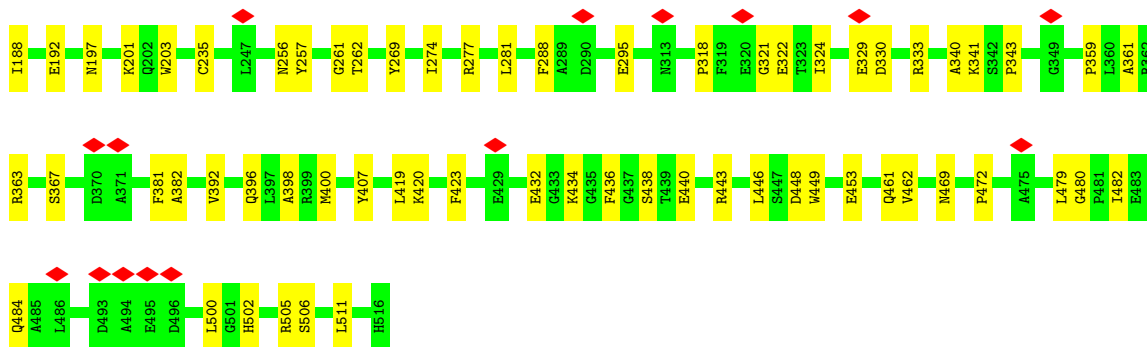 I188 E192 N197 K201 Q202 W203 C235 L247 N256 Y257 G261 T262 Y269 I274 R277 L281 F288 A289 D290 E295 N313 P318 F319 E320 G321 E322 T323 I324 E329 D330 R333 A340 K341 S342 P343 G349 P359 L360 A361
R363 S367 D370 A371 F381 A382 V392 Q396 L397 A398 R399 M400 Y407 L419 K420 F423 E429 E432 G433 K434 G435 F436 G437 S438 T439 E440 R443 L446 S447 D448 W449 E453 Q461 V462 N469 P472 A475 L479 G480 P481 I482 E483
Q484 A485 L486 D493 A494 E495 D496 L500 G501 H502 R505 S506 L511 H516